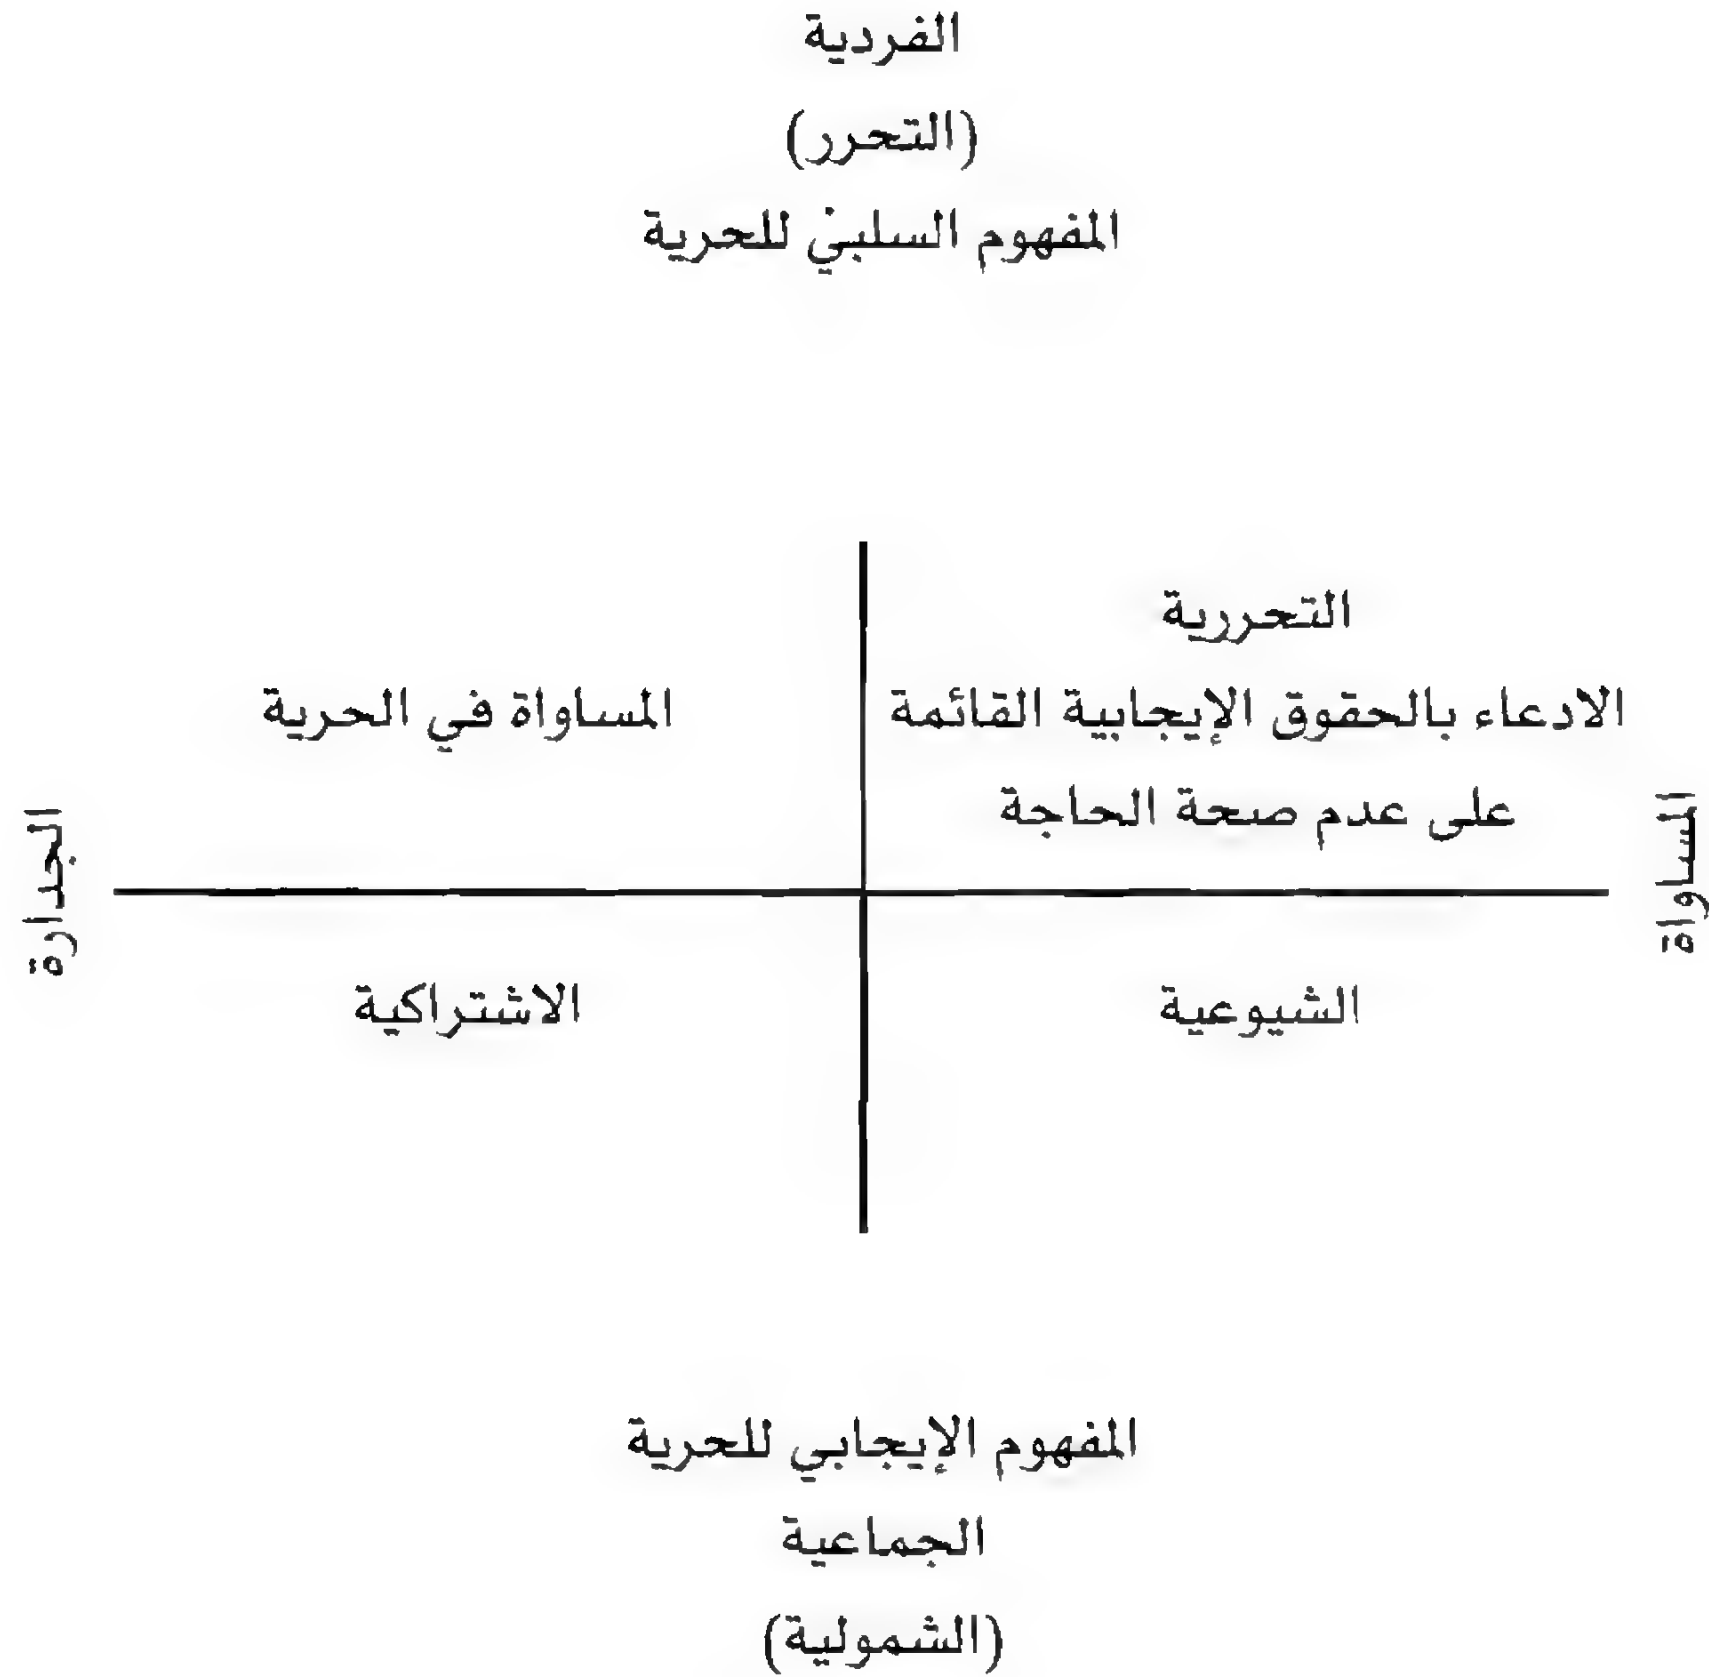 الفردية
(التحرر)
المفهوم السلبي للحرية
التحررية
الادعاء بالحقوق الإيجابية القائمة
على عدم صحة الحاجة
المساواة في الحرية
المساواة
الجدارة
الشيوعية
الاشتراكية
المفهوم الإيجابي للحرية
الجماعية
(الشمولية)